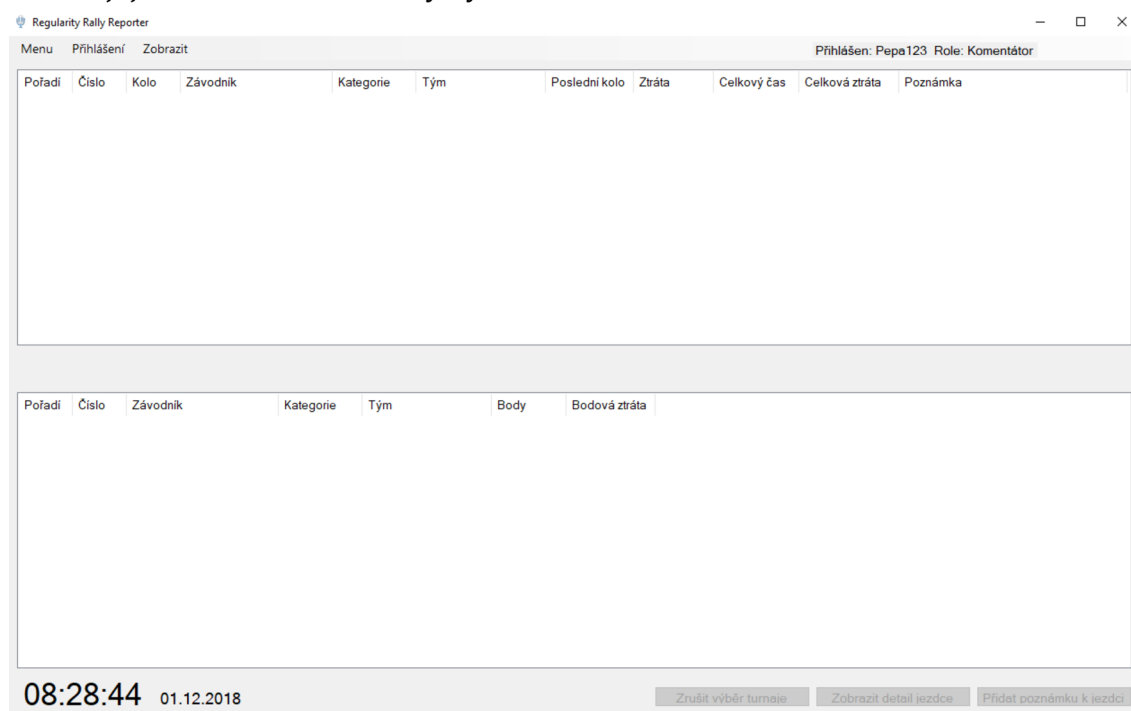 Regularity Rally Reporter
Menu Přihlášení Zobrazit Přihlášen: Pepa123 Role: Komentátor
Pořadí Číslo Kolo Závodník Kategorie Tým Poslední kolo Ztráta Celkový čas Celková ztráta Poznámka
Pořadí Číslo Závodník Kategorie Tým Body Bodová ztráta
08:28:44 01.12.2018 Zrušit výběr turnaje Zobrazit detail jezdce Přidat poznámku k jezdci